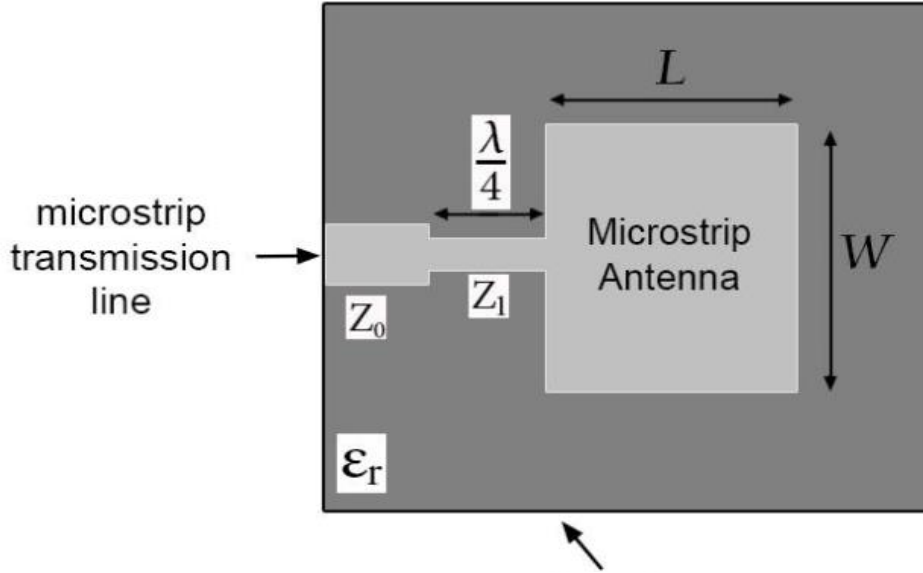 L
λ
4
microstrip
transmission
line
Microstrip
Antenna
W
Z₀
Z₁
εᵣ